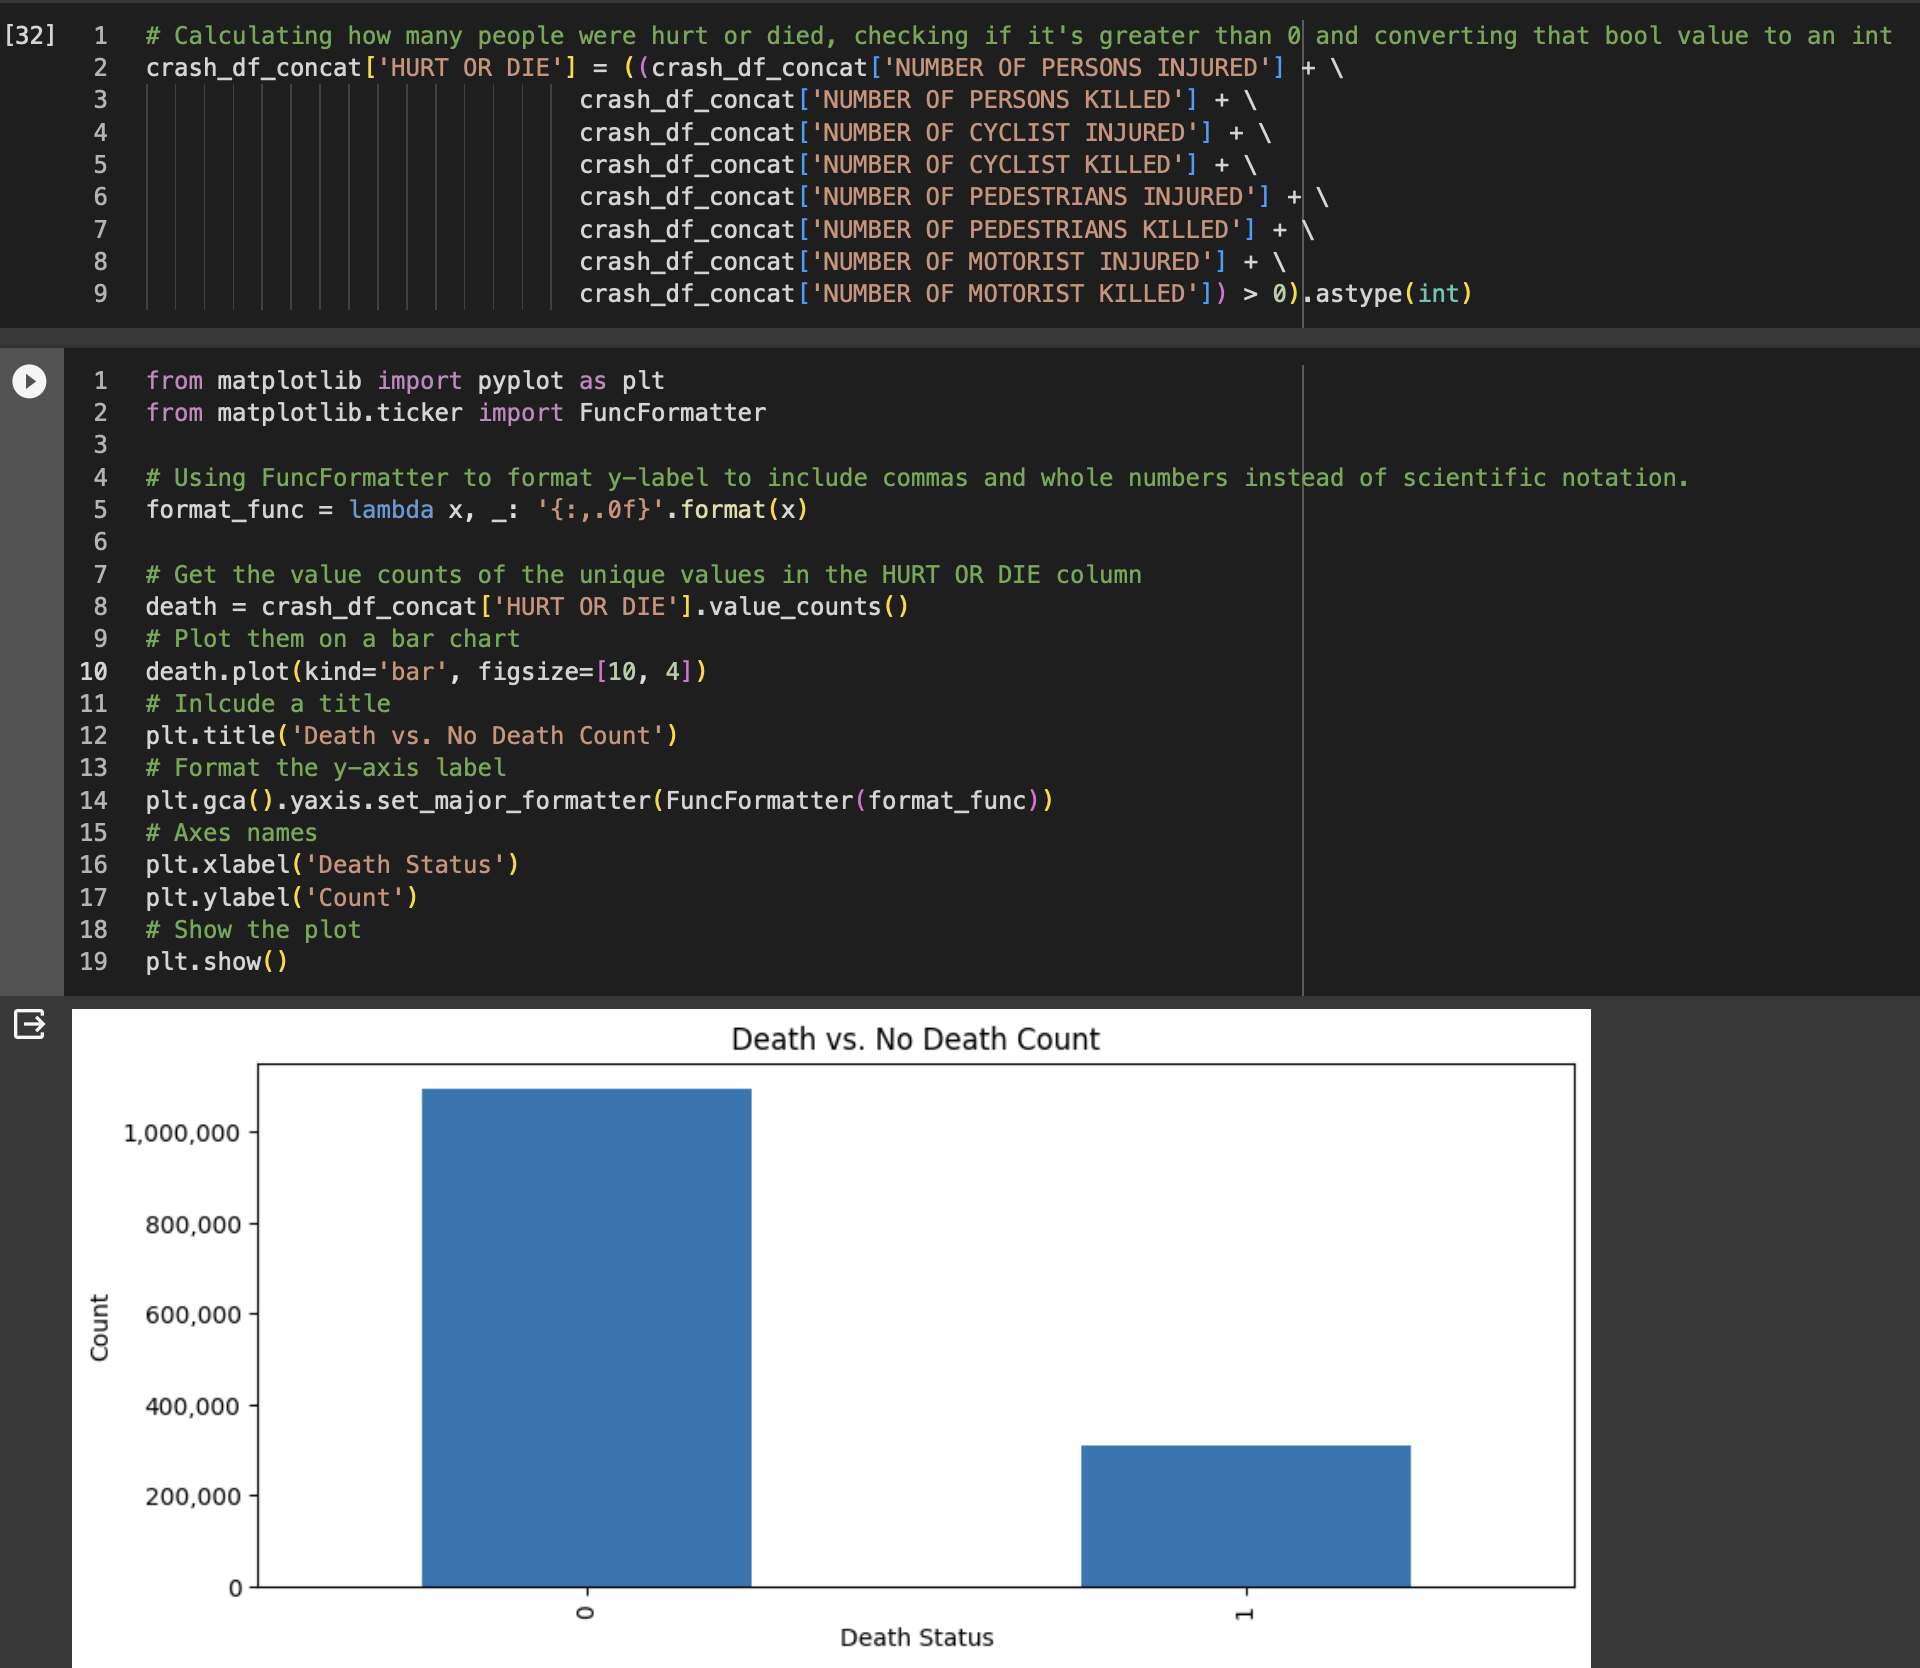 [32] 1 # Calculating how many people were hurt or died, checking if it's greater than 0 and converting that bool value to an int
2 crash_df_concat['HURT OR DIE'] = ((crash_df_concat['NUMBER OF PERSONS INJURED'] + \
3 crash_df_concat['NUMBER OF PERSONS KILLED'] + \
4 crash_df_concat['NUMBER OF CYCLIST INJURED'] + \
5 crash_df_concat['NUMBER OF CYCLIST KILLED'] + \
6 crash_df_concat['NUMBER OF PEDESTRIANS INJURED'] + \
7 crash_df_concat['NUMBER OF PEDESTRIANS KILLED'] + \
8 crash_df_concat['NUMBER OF MOTORIST INJURED'] + \
9 crash_df_concat['NUMBER OF MOTORIST KILLED']) > 0).astype(int)
1 from matplotlib import pyplot as plt
2 from matplotlib.ticker import FuncFormatter
3
4 # Using FuncFormatter to format y-label to include commas and whole numbers instead of scientific notation.
5 format_func = lambda x, _: '{:,.0f}'.format(x)
6
7 # Get the value counts of the unique values in the HURT OR DIE column
8 death = crash_df_concat['HURT OR DIE'].value_counts()
9 # Plot them on a bar chart
10 death.plot(kind='bar', figsize=[10, 4])
11 # Inlcude a title
12 plt.title('Death vs. No Death Count')
13 # Format the y-axis label
14 plt.gca().yaxis.set_major_formatter(FuncFormatter(format_func))
15 # Axes names
16 plt.xlabel('Death Status')
17 plt.ylabel('Count')
18 # Show the plot
19 plt.show()
Death vs. No Death Count
1,000,000
800,000
600,000
400,000
200,000
0
Count
0 1
Death Status